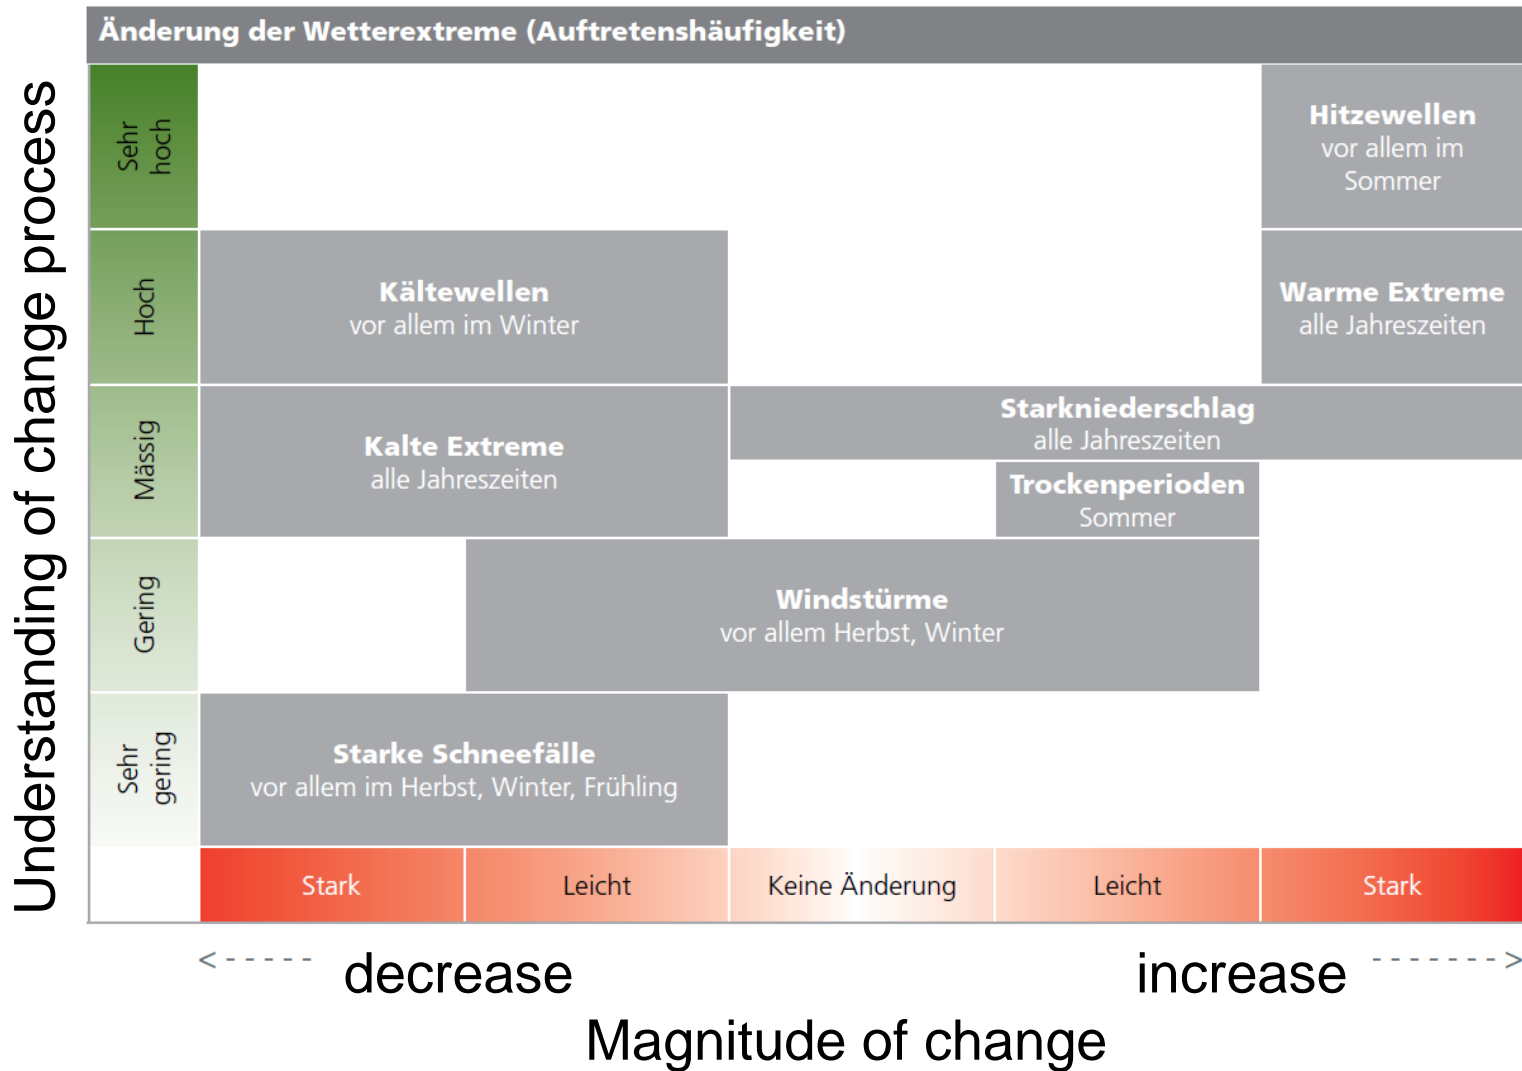 Änderung der Wetterextreme (Auftretenshäufigkeit)
Understanding of change process
Sehr
hoch
Hitzewellen
vor allem im
Sommer
Hoch
Kältewellen
vor allem im Winter
Warme Extreme
alle Jahreszeiten
Mässig
Kalte Extreme
alle Jahreszeiten
Starkniederschlag
alle Jahreszeiten
Trockenperioden
Sommer
Gering
Windstürme
vor allem Herbst, Winter
Sehr
gering
Starke Schneefälle
vor allem im Herbst, Winter, Frühling
Stark
Leicht
Keine Änderung
Leicht
Stark
<----- decrease
increase ------->
Magnitude of change